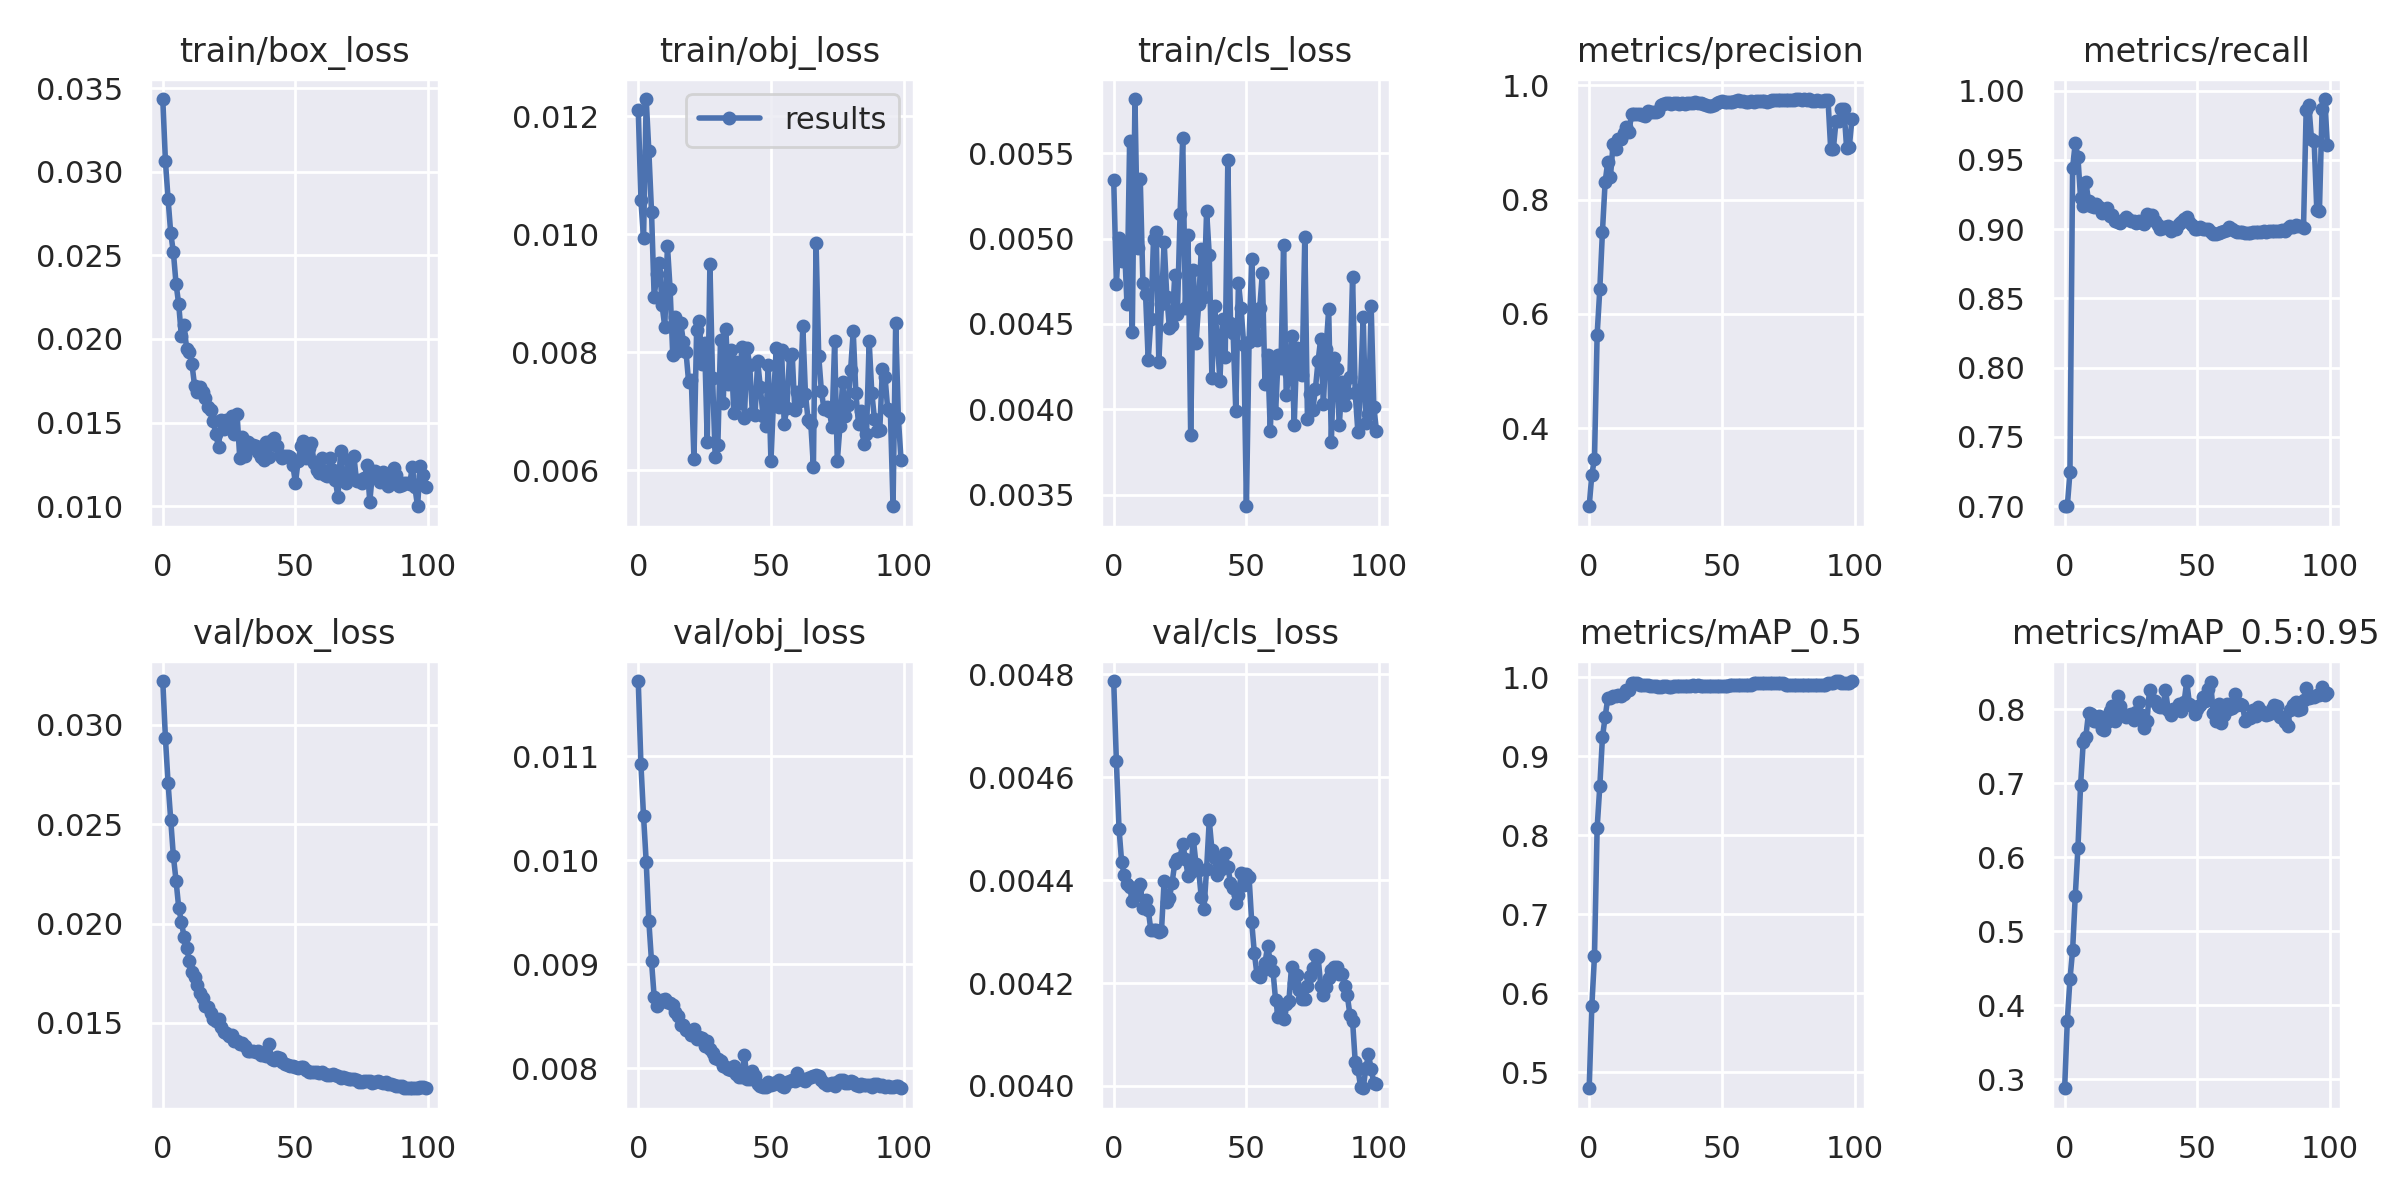 train/box_loss
0.035
0.030
0.025
0.020
0.015
0.010
0 50 100
train/obj_loss
results
0.012
0.010
0.008
0.006
0 50 100
train/cls_loss
0.0055
0.0050
0.0045
0.0040
0.0035
0 50 100
metrics/precision
1.0
0.8
0.6
0.4
0 50 100
metrics/recall
1.00
0.95
0.90
0.85
0.80
0.75
0.70
0 50 100
val/box_loss
0.030
0.025
0.020
0.015
0 50 100
val/obj_loss
0.011
0.010
0.009
0.008
0 50 100
val/cls_loss
0.0048
0.0046
0.0044
0.0042
0.0040
0 50 100
metrics/mAP_0.5
1.0
0.9
0.8
0.7
0.6
0.5
0 50 100
metrics/mAP_0.5:0.95
0.8
0.7
0.6
0.5
0.4
0.3
0 50 100